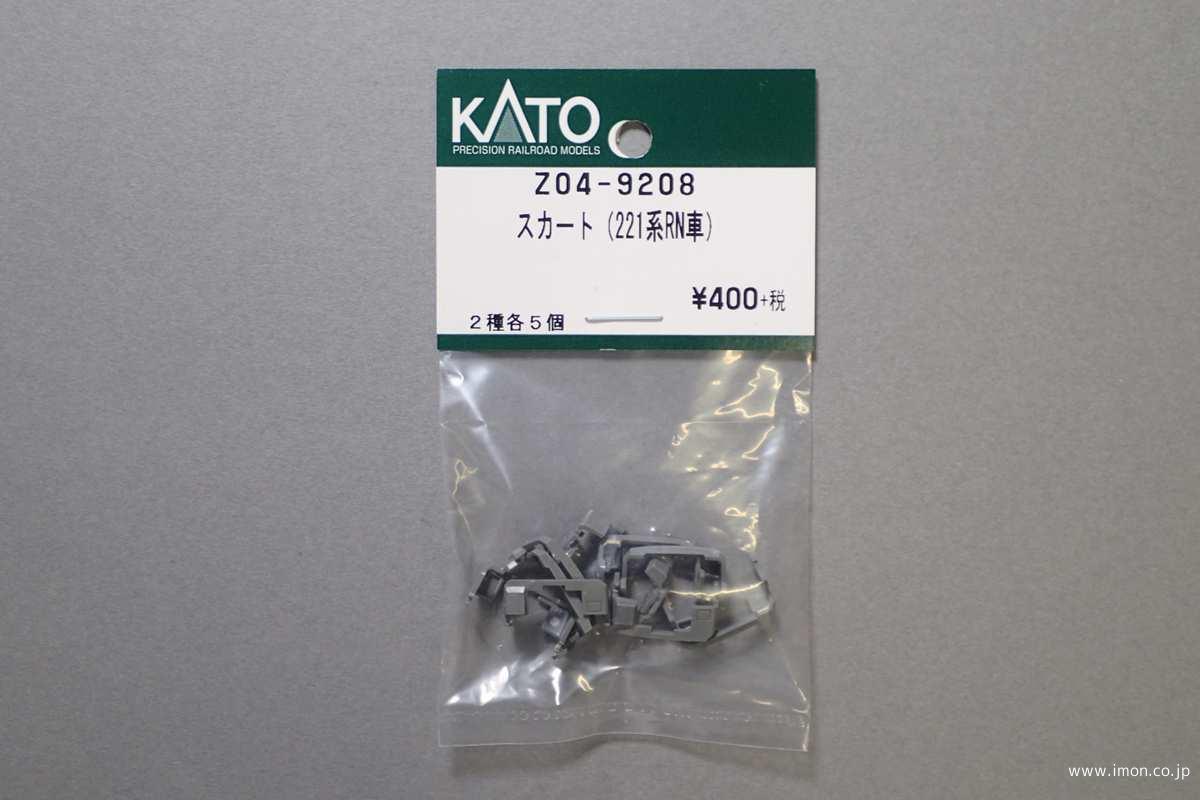 KATO
PRECISION RAILROAD MODELS
Z04-9208
スカート(221系RN車)
¥400+税
2種各5個
www.imon.co.jp